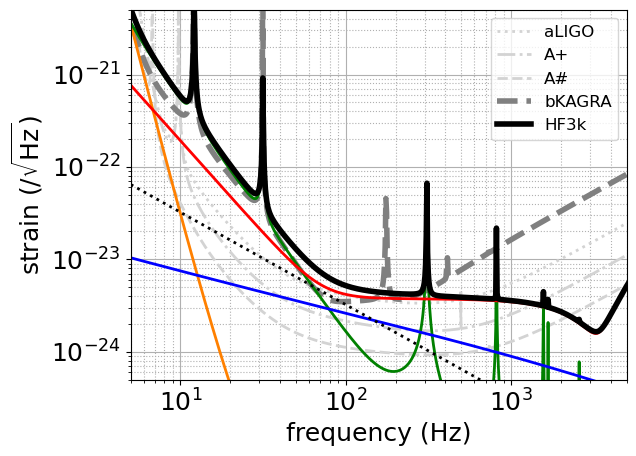 aLIGO
A+
A#
bKAGRA
HF3k
10⁻²¹
10⁻²²
10⁻²³
10⁻²⁴
strain (/√Hz)
10¹
10²
10³
frequency (Hz)